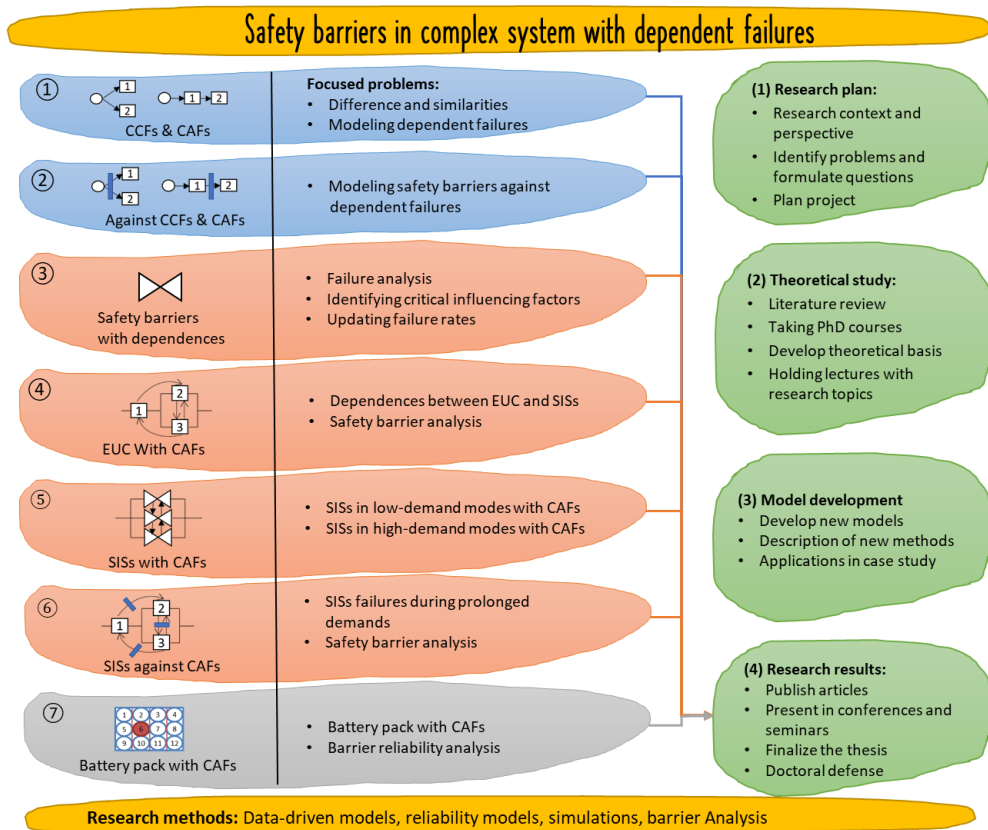 Safety barriers in complex system with dependent failures
①
1
2
1
2
CCFs & CAFs
Focused problems:
• Difference and similarities
• Modeling dependent failures
②
1
2
1
2
Against CCFs & CAFs
• Modeling safety barriers against
dependent failures
③
Safety barriers
with dependences
• Failure analysis
• Identifying critical influencing factors
• Updating failure rates
④
1
2
3
EUC With CAFs
• Dependences between EUC and SISs
• Safety barrier analysis
⑤
SISs with CAFs
• SISs in low-demand modes with CAFs
• SISs in high-demand modes with CAFs
⑥
1
2
3
SISs against CAFs
• SISs failures during prolonged
demands
• Safety barrier analysis
⑦
1 2 3 4
5 6 7 8
9 10 11 12
Battery pack with CAFs
• Battery pack with CAFs
• Barrier reliability analysis
(1) Research plan:
• Research context and
perspective
• Identify problems and
formulate questions
• Plan project
(2) Theoretical study:
• Literature review
• Taking PhD courses
• Develop theoretical basis
• Holding lectures with
research topics
(3) Model development
• Develop new models
• Description of new methods
• Applications in case study
(4) Research results:
• Publish articles
• Present in conferences and
seminars
• Finalize the thesis
• Doctoral defense
Research methods: Data-driven models, reliability models, simulations, barrier Analysis